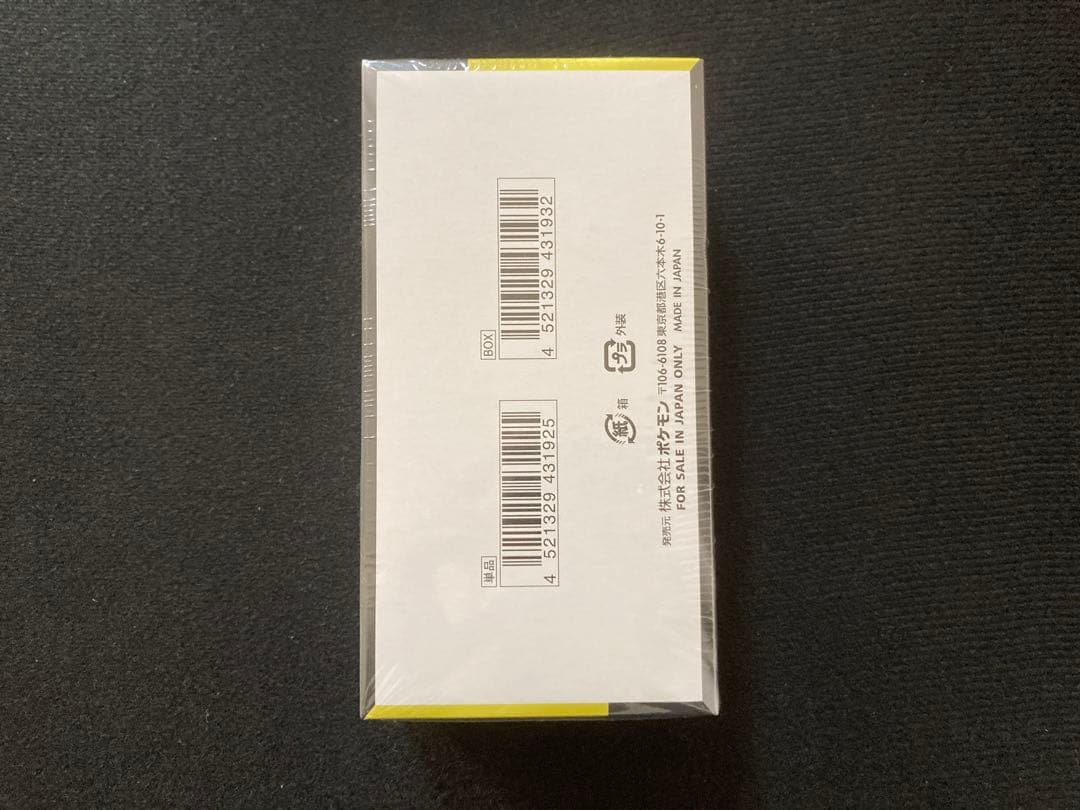 単品
4 521329 431925
BOX
4 521329 431932
紙 箱
プラ 外装
発売元 株式会社ポケモン 〒106-6108 東京都港区六本木6-10-1
FOR SALE IN JAPAN ONLY MADE IN JAPAN